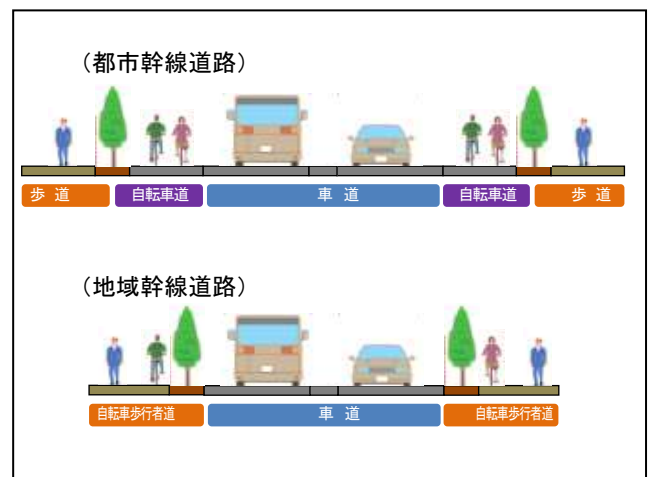 （都市幹線道路）
歩 道 自転車道 車 道 自転車道 歩 道
（地域幹線道路）
自転車歩行者道 車 道 自転車歩行者道